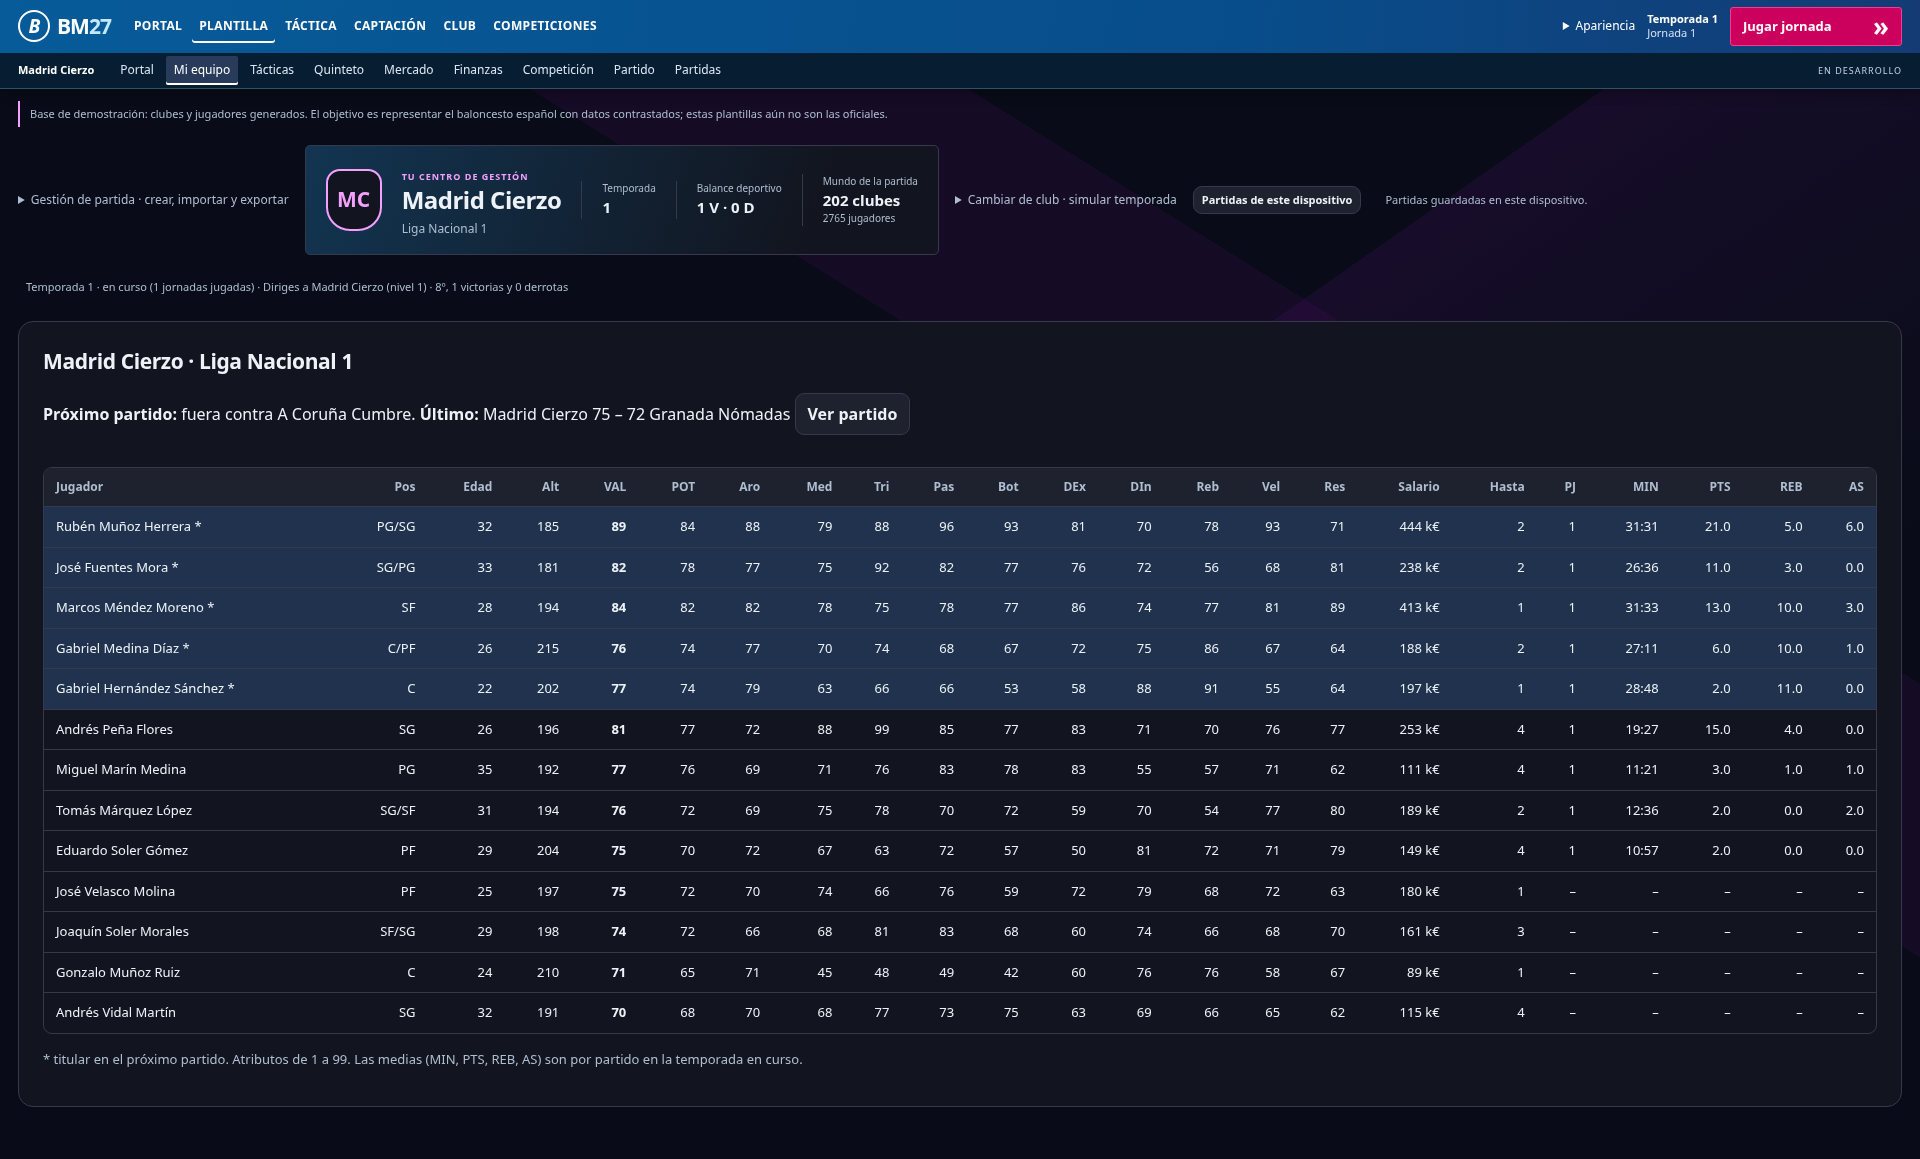 B BM27 PORTAL PLANTILLA TÁCTICA CAPTACIÓN CLUB COMPETICIONES Apariencia Temporada 1 Jornada 1 Jugar jornada »
Madrid Cierzo Portal Mi equipo Tácticas Quinteto Mercado Finanzas Competición Partido Partidas EN DESARROLLO
Base de demostración: clubes y jugadores generados. El objetivo es representar el baloncesto español con datos contrastados; estas plantillas aún no son las oficiales.
Gestión de partida · crear, importar y exportar
MC
TU CENTRO DE GESTIÓN
Madrid Cierzo
Liga Nacional 1
Temporada
1
Balance deportivo
1 V · 0 D
Mundo de la partida
202 clubes
2765 jugadores
Cambiar de club · simular temporada
Partidas de este dispositivo
Partidas guardadas en este dispositivo.
Temporada 1 · en curso (1 jornadas jugadas) · Diriges a Madrid Cierzo (nivel 1) · 8º, 1 victorias y 0 derrotas
Madrid Cierzo · Liga Nacional 1
Próximo partido: fuera contra A Coruña Cumbre. Último: Madrid Cierzo 75 – 72 Granada Nómadas Ver partido
Jugador Pos Edad Alt VAL POT Aro Med Tri Pas Bot DEx DIn Reb Vel Res Salario Hasta PJ MIN PTS REB AS
Rubén Muñoz Herrera * PG/SG 32 185 89 84 88 79 88 96 93 81 70 78 93 71 444 k€ 2 1 31:31 21.0 5.0 6.0
José Fuentes Mora * SG/PG 33 181 82 78 77 75 92 82 77 76 72 56 68 81 238 k€ 2 1 26:36 11.0 3.0 0.0
Marcos Méndez Moreno * SF 28 194 84 82 82 78 75 78 77 86 74 77 81 89 413 k€ 1 1 31:33 13.0 10.0 3.0
Gabriel Medina Díaz * C/PF 26 215 76 74 77 70 74 68 67 72 75 86 67 64 188 k€ 2 1 27:11 6.0 10.0 1.0
Gabriel Hernández Sánchez * C 22 202 77 74 79 63 66 66 53 58 88 91 55 64 197 k€ 1 1 28:48 2.0 11.0 0.0
Andrés Peña Flores SG 26 196 81 77 72 88 99 85 77 83 71 70 76 77 253 k€ 4 1 19:27 15.0 4.0 0.0
Miguel Marín Medina PG 35 192 77 76 69 71 76 83 78 83 55 57 71 62 111 k€ 4 1 11:21 3.0 1.0 1.0
Tomás Márquez López SG/SF 31 194 76 72 69 75 78 70 72 59 70 54 77 80 189 k€ 2 1 12:36 2.0 0.0 2.0
Eduardo Soler Gómez PF 29 204 75 70 72 67 63 72 57 50 81 72 71 79 149 k€ 4 1 10:57 2.0 0.0 0.0
José Velasco Molina PF 25 197 75 72 70 74 66 76 59 72 79 68 72 63 180 k€ 1 – – – – –
Joaquín Soler Morales SF/SG 29 198 74 72 66 68 81 83 68 60 74 66 68 70 161 k€ 3 – – – – –
Gonzalo Muñoz Ruiz C 24 210 71 65 71 45 48 49 42 60 76 76 58 67 89 k€ 1 – – – – –
Andrés Vidal Martín SG 32 191 70 68 70 68 77 73 75 63 69 66 65 62 115 k€ 4 – – – – –
* titular en el próximo partido. Atributos de 1 a 99. Las medias (MIN, PTS, REB, AS) son por partido en la temporada en curso.